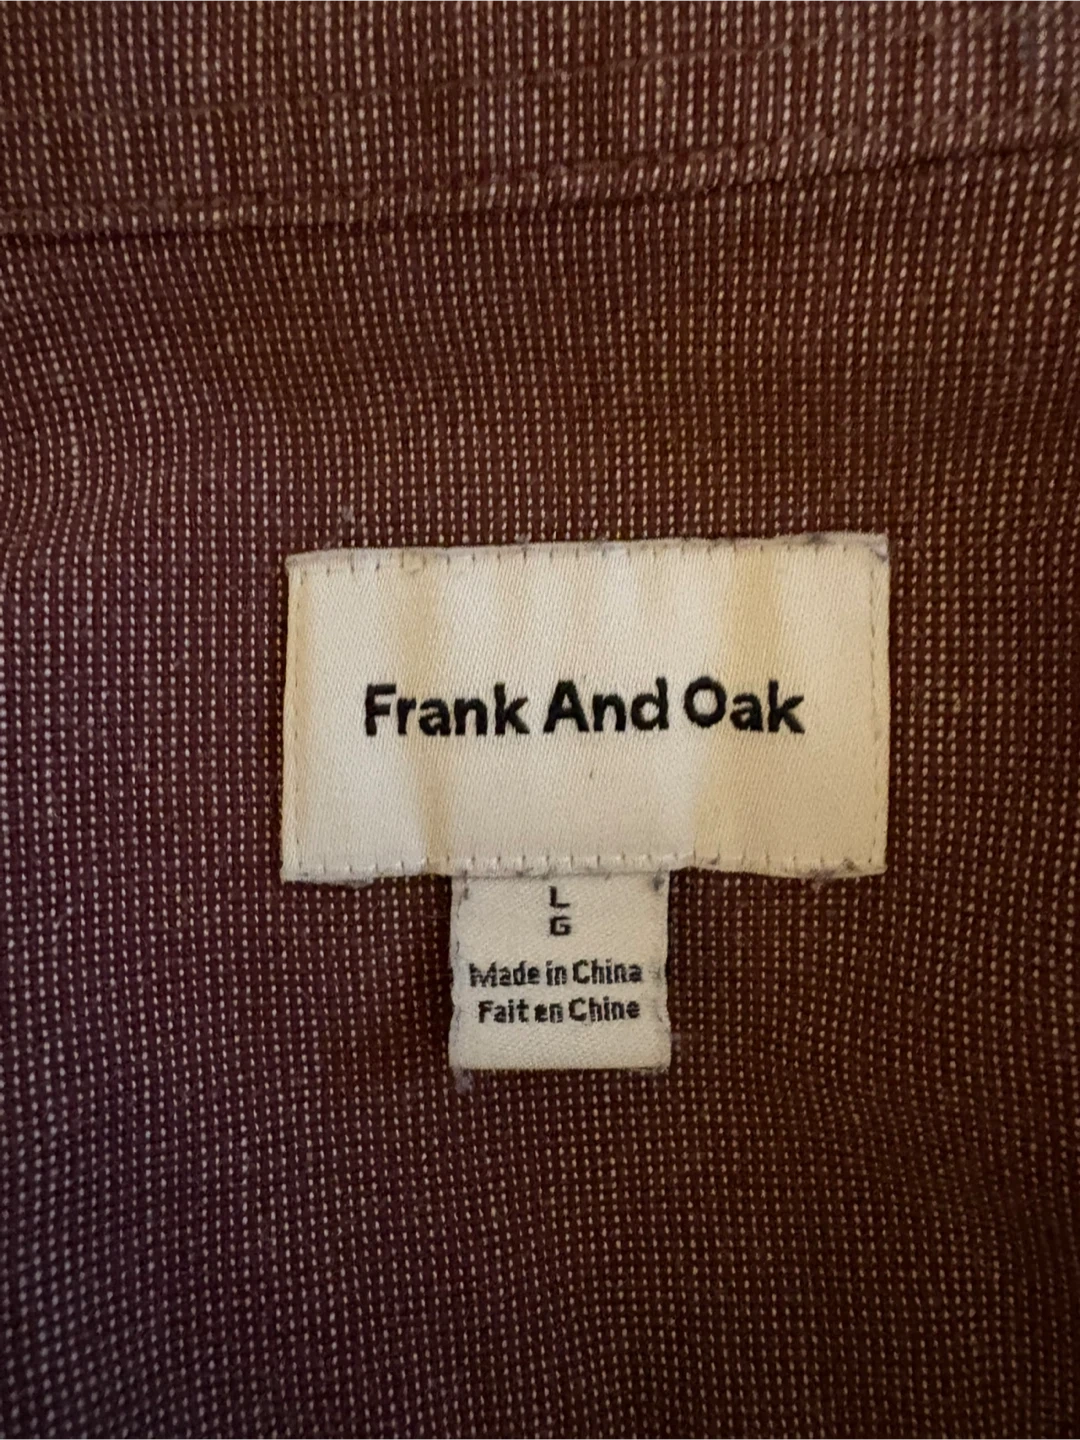 Frank And Oak
L
G
Made in China
Fait en Chine